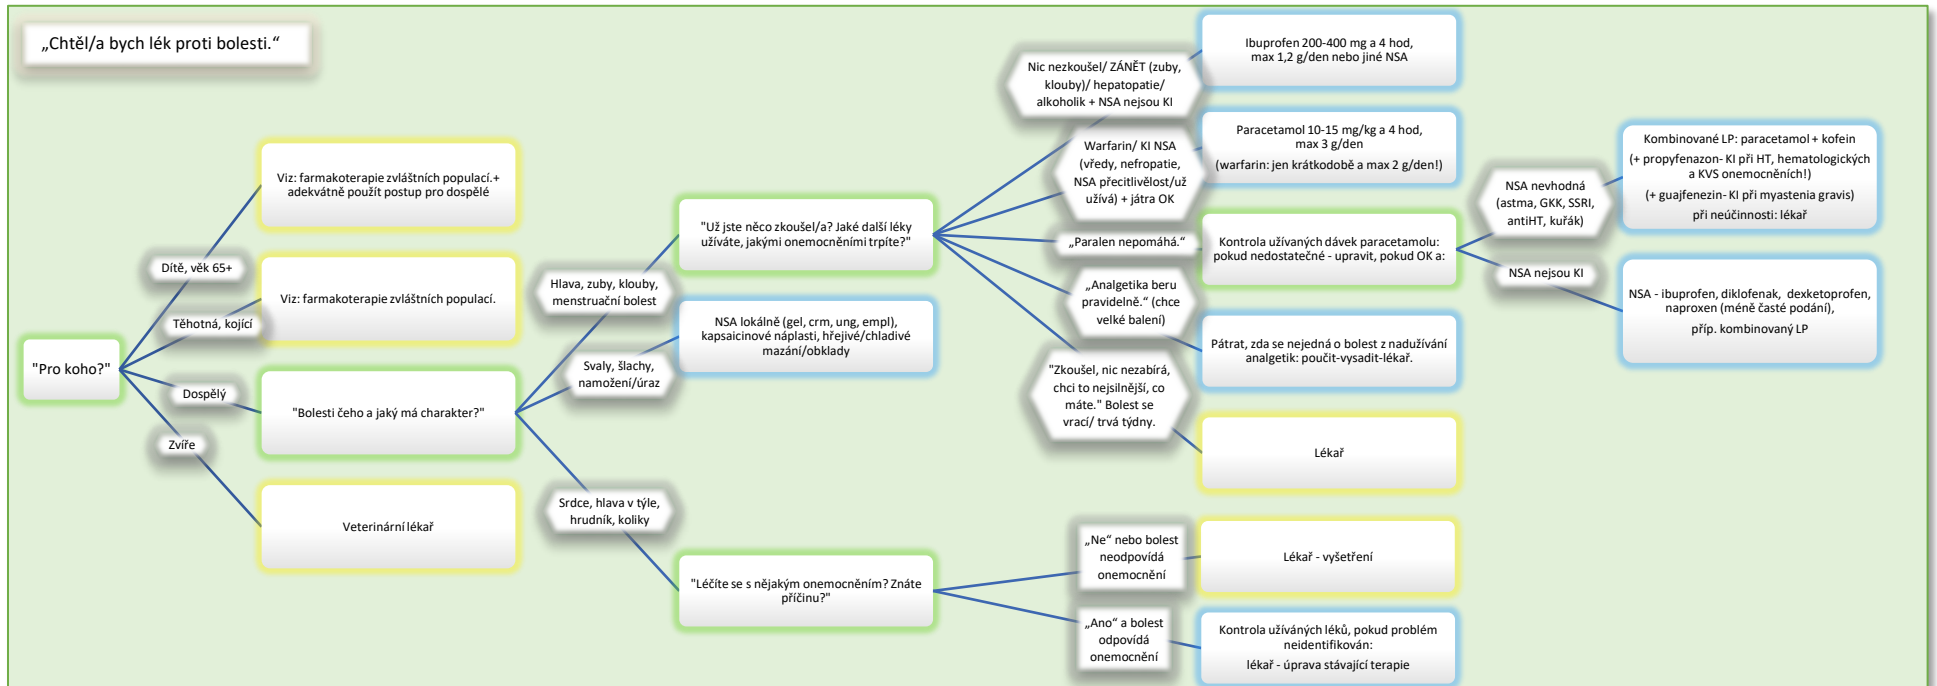 „Chtěl/a bych lék proti bolesti.“
"Pro koho?"
Dítě, věk 65+
Těhotná, kojící
Dospělý
Zvíře
Viz: farmakoterapie zvláštních populací.+
adekvátně použít postup pro dospělé
Viz: farmakoterapie zvláštních populací.
"Bolesti čeho a jaký má charakter?"
Veterinární lékař
Hlava, zuby, klouby,
menstruační bolest
Svaly, šlachy,
namožení/úraz
Srdce, hlava v týle,
hrudník, koliky
"Už jste něco zkoušel/a? Jaké další léky
užíváte, jakými onemocněními trpíte?"
NSA lokálně (gel, crm, ung, empl),
kapsaicinové náplasti, hřejivé/chladivé
mazání/obklady
"Léčíte se s nějakým onemocněním? Znáte
příčinu?"
Nic nezkoušel/ ZÁNĚT (zuby,
klouby)/ hepatopatie/
alkoholik + NSA nejsou KI
Warfarin/ KI NSA
(vředy, nefropatie,
NSA přecitlivělost/už
užívá) + játra OK
„Paralen nepomáhá.“
„Analgetika beru
pravidelně.“ (chce
velké balení)
"Zkoušel, nic nezabírá,
chci to nejsilnější, co
máte." Bolest se
vrací/ trvá týdny.
„Ne“ nebo bolest
neodpovídá
onemocnění
„Ano“ a bolest
odpovídá
onemocnění
Ibuprofen 200-400 mg a 4 hod,
max 1,2 g/den nebo jiné NSA
Paracetamol 10-15 mg/kg a 4 hod,
max 3 g/den
(warfarin: jen krátkodobě a max 2 g/den!)
Kontrola užívaných dávek paracetamolu:
pokud nedostatečné - upravit, pokud OK a:
Pátrat, zda se nejedná o bolest z nadužívání
analgetik: poučit-vysadit-lékař.
Lékař
Lékař - vyšetření
Kontrola užíváných léků, pokud problém
neidentifikován:
lékař - úprava stávající terapie
NSA nevhodná
(astma, GKK, SSRI,
antiHT, kuřák)
NSA nejsou KI
Kombinované LP: paracetamol + kofein
(+ propyfenazon- KI při HT, hematologických
a KVS onemocněních!)
(+ guajfenezin- KI při myastenia gravis)
při neúčinnosti: lékař
NSA - ibuprofen, diklofenak, dexketoprofen,
naproxen (méně časté podání),
příp. kombinovaný LP